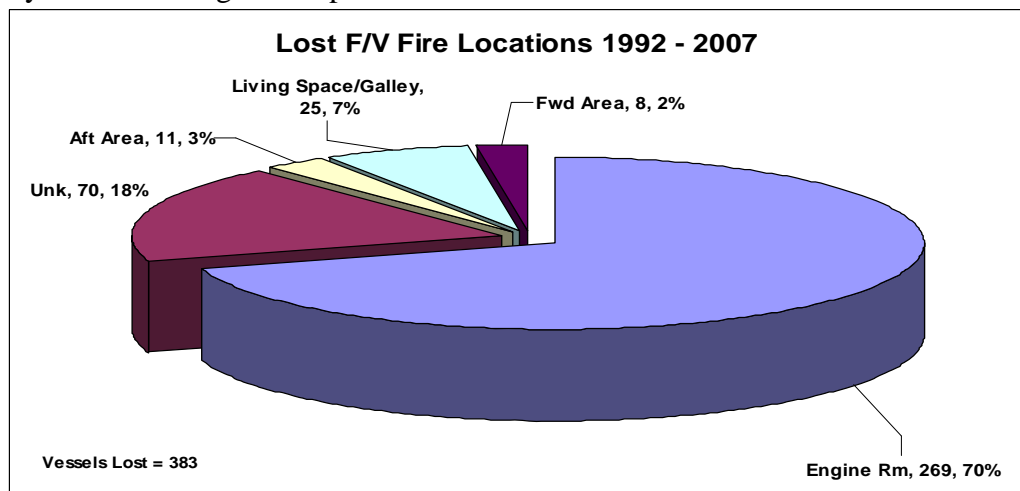 Lost F/V Fire Locations 1992 - 2007
Living Space/Galley,
25, 7%
Fwd Area, 8, 2%
Aft Area, 11, 3%
Unk, 70, 18%
Vessels Lost = 383
Engine Rm, 269, 70%